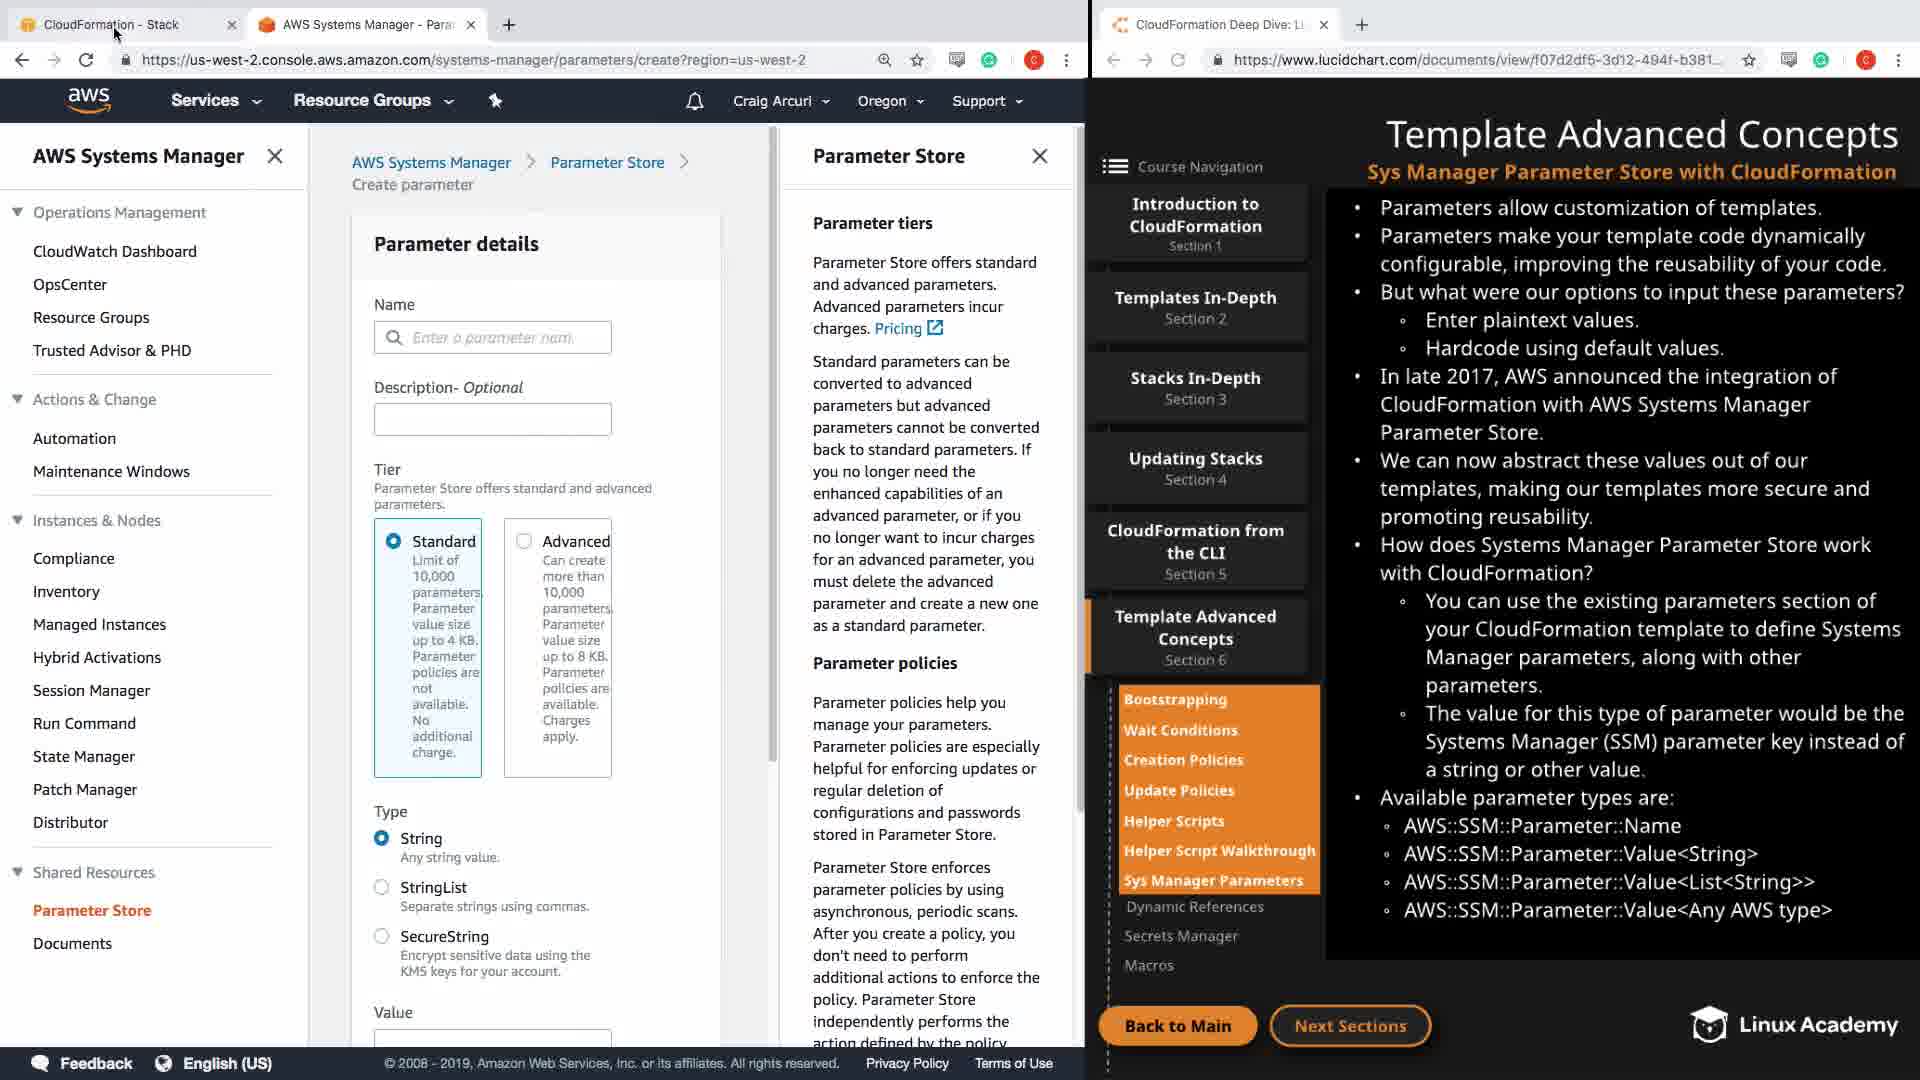 CloudFormation - Stack
AWS Systems Manager - Para
https://us-west-2.console.aws.amazon.com/systems-manager/parameters/create?region=us-west-2
C
aws
Services
Resource Groups
Craig Arcuri
Oregon
Support
AWS Systems Manager
Operations Management
CloudWatch Dashboard
OpsCenter
Resource Groups
Trusted Advisor & PHD
Actions & Change
Automation
Maintenance Windows
Instances & Nodes
Compliance
Inventory
Managed Instances
Hybrid Activations
Session Manager
Run Command
State Manager
Patch Manager
Distributor
Shared Resources
Parameter Store
Documents
AWS Systems Manager
Parameter Store
Create parameter
Parameter details
Name
Enter a parameter nam.
Description- Optional
Tier
Parameter Store offers standard and advanced
parameters.
Standard
Limit of
10,000
parameters.
Parameter
value size
up to 4 KB.
Parameter
policies are
not
available.
No
additional
charge.
Advanced
Can create
more than
10,000
parameters.
Parameter
value size
up to 8 KB.
Parameter
policies are
available.
Charges
apply.
Type
String
Any string value.
StringList
Separate strings using commas.
SecureString
Encrypt sensitive data using the
KMS keys for your account.
Value
Parameter Store
Parameter tiers
Parameter Store offers standard
and advanced parameters.
Advanced parameters incur
charges. Pricing
Standard parameters can be
converted to advanced
parameters but advanced
parameters cannot be converted
back to standard parameters. If
you no longer need the
enhanced capabilities of an
advanced parameter, or if you
no longer want to incur charges
for an advanced parameter, you
must delete the advanced
parameter and create a new one
as a standard parameter.
Parameter policies
Parameter policies help you
manage your parameters.
Parameter policies are especially
helpful for enforcing updates or
regular deletion of
configurations and passwords
stored in Parameter Store.
Parameter Store enforces
parameter policies by using
asynchronous, periodic scans.
After you create a policy, you
don't need to perform
additional actions to enforce the
policy. Parameter Store
independently performs the
action defined by the policy
Feedback
English (US)
© 2008 - 2019, Amazon Web Services, Inc. or its affiliates. All rights reserved.
Privacy Policy
Terms of Use
CloudFormation Deep Dive: Li
https://www.lucidchart.com/documents/view/f07d2df5-3d12-494f-b381...
C
Template Advanced Concepts
Sys Manager Parameter Store with CloudFormation
Course Navigation
Introduction to
CloudFormation
Section 1
Templates In-Depth
Section 2
Stacks In-Depth
Section 3
Updating Stacks
Section 4
CloudFormation from
the CLI
Section 5
Template Advanced
Concepts
Section 6
Bootstrapping
Wait Conditions
Creation Policies
Update Policies
Helper Scripts
Helper Script Walkthrough
Sys Manager Parameters
Dynamic References
Secrets Manager
Macros
• Parameters allow customization of templates.
• Parameters make your template code dynamically
configurable, improving the reusability of your code.
• But what were our options to input these parameters?
◦ Enter plaintext values.
◦ Hardcode using default values.
• In late 2017, AWS announced the integration of
CloudFormation with AWS Systems Manager
Parameter Store.
• We can now abstract these values out of our
templates, making our templates more secure and
promoting reusability.
• How does Systems Manager Parameter Store work
with CloudFormation?
◦ You can use the existing parameters section of
your CloudFormation template to define Systems
Manager parameters, along with other
parameters.
◦ The value for this type of parameter would be the
Systems Manager (SSM) parameter key instead of
a string or other value.
• Available parameter types are:
◦ AWS::SSM::Parameter::Name
◦ AWS::SSM::Parameter::Value<String>
◦ AWS::SSM::Parameter::Value<List<String>>
◦ AWS::SSM::Parameter::Value<Any AWS type>
Back to Main
Next Sections
Linux Academy